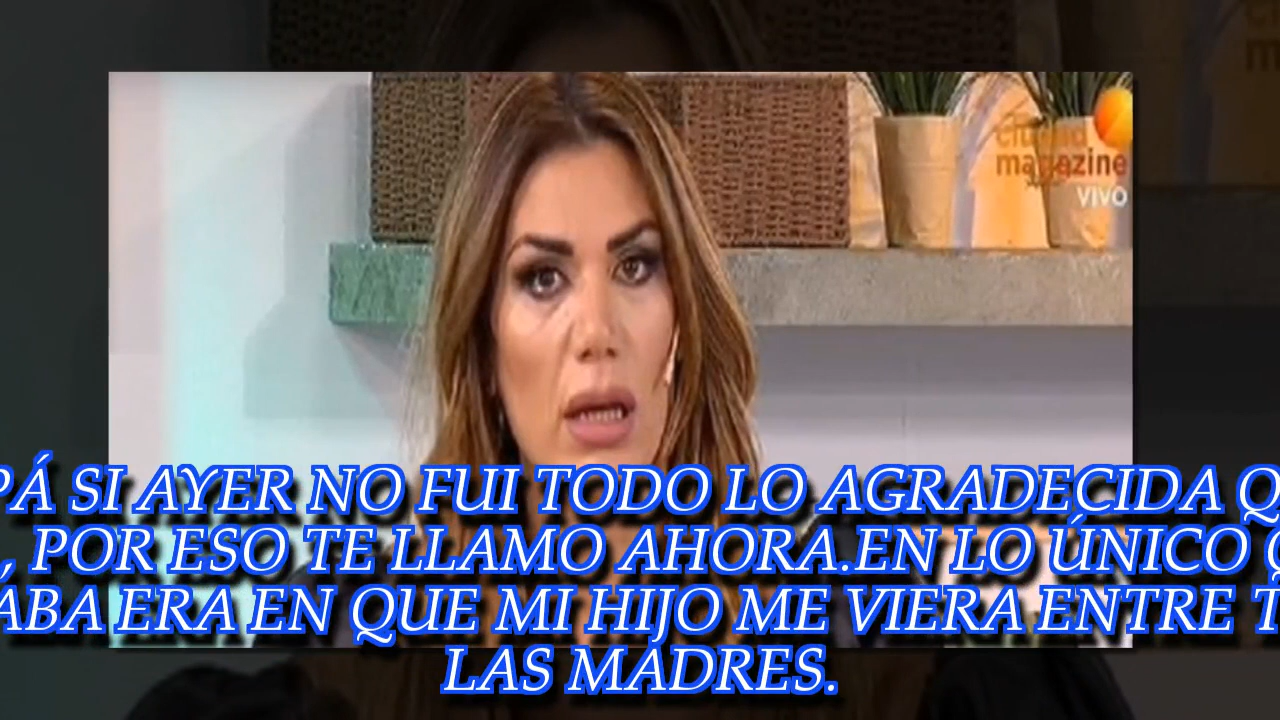 ciudad
magazine
VIVO
PÁ SI AYER NO FUI TODO LO AGRADECIDA Q
, POR ESO TE LLAMO AHORA.EN LO ÚNICO
ABA ERA EN QUE MI HIJO ME VIERA ENTRE T
LAS MADRES.